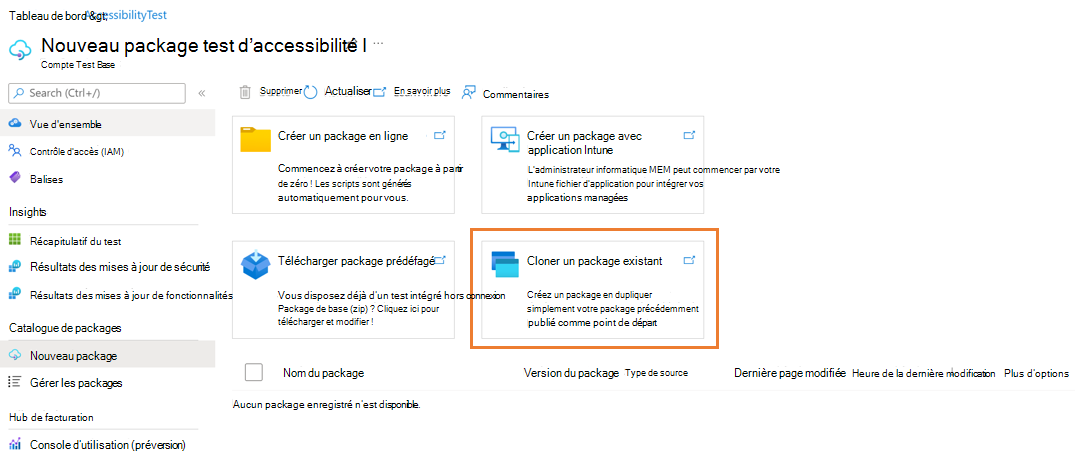 Tableau de bord &gt; AccessibilityTest
Nouveau package test d'accessibilité | ...
Compte Test Base
Search (Ctrl+/)
«
Supprimer Actualiser En savoir plus Commentaires
Vue d'ensemble
Contrôle d'accès (IAM)
Balises
Insights
Récapitulatif du test
Résultats des mises à jour de sécurité
Résultats des mises à jour de fonctionnalités
Catalogue de packages
Nouveau package
Gérer les packages
Hub de facturation
Console d'utilisation (préversion)
Créer un package en ligne
Commencez à créer votre package à partir
de zéro ! Les scripts sont générés
automatiquement pour vous.
Créer un package avec
application Intune
L'administrateur informatique MEM peut commencer par votre
Intune fichier d'application pour intégrer vos
applications managées
Télécharger package prédéfagé
Vous disposez déjà d'un test intégré hors connexion
Package de base (zip) ? Cliquez ici pour
télécharger et modifier !
Cloner un package existant
Créez un package en dupliquer
simplement votre package précédemment
publié comme point de départ
Nom du package Version du package Type de source Dernière page modifiée Heure de la dernière modification Plus d'options
Aucun package enregistré n'est disponible.